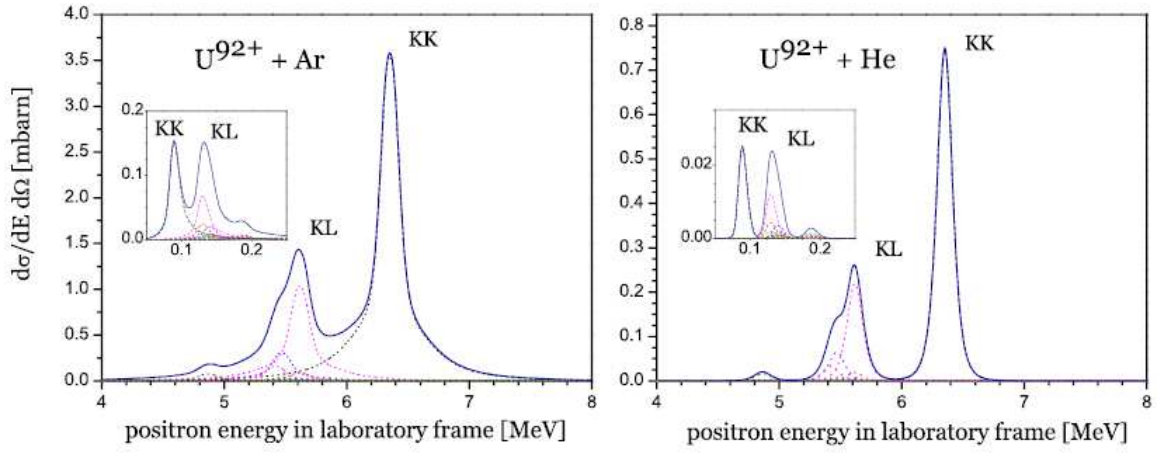 4.0
3.5
3.0
2.5
2.0
1.5
1.0
0.5
0.0
dσ/dE dΩ [mbarn]
U92+ + Ar
KK
KL
0.2
0.1
0.0
KK
KL
0.1
0.2
4
5
6
7
8
positron energy in laboratory frame [MeV]
0.8
0.7
0.6
0.5
0.4
0.3
0.2
0.1
0.0
U92+ + He
KK
KL
0.02
0.00
KK
KL
0.1
0.2
4
5
6
7
8
positron energy in laboratory frame [MeV]